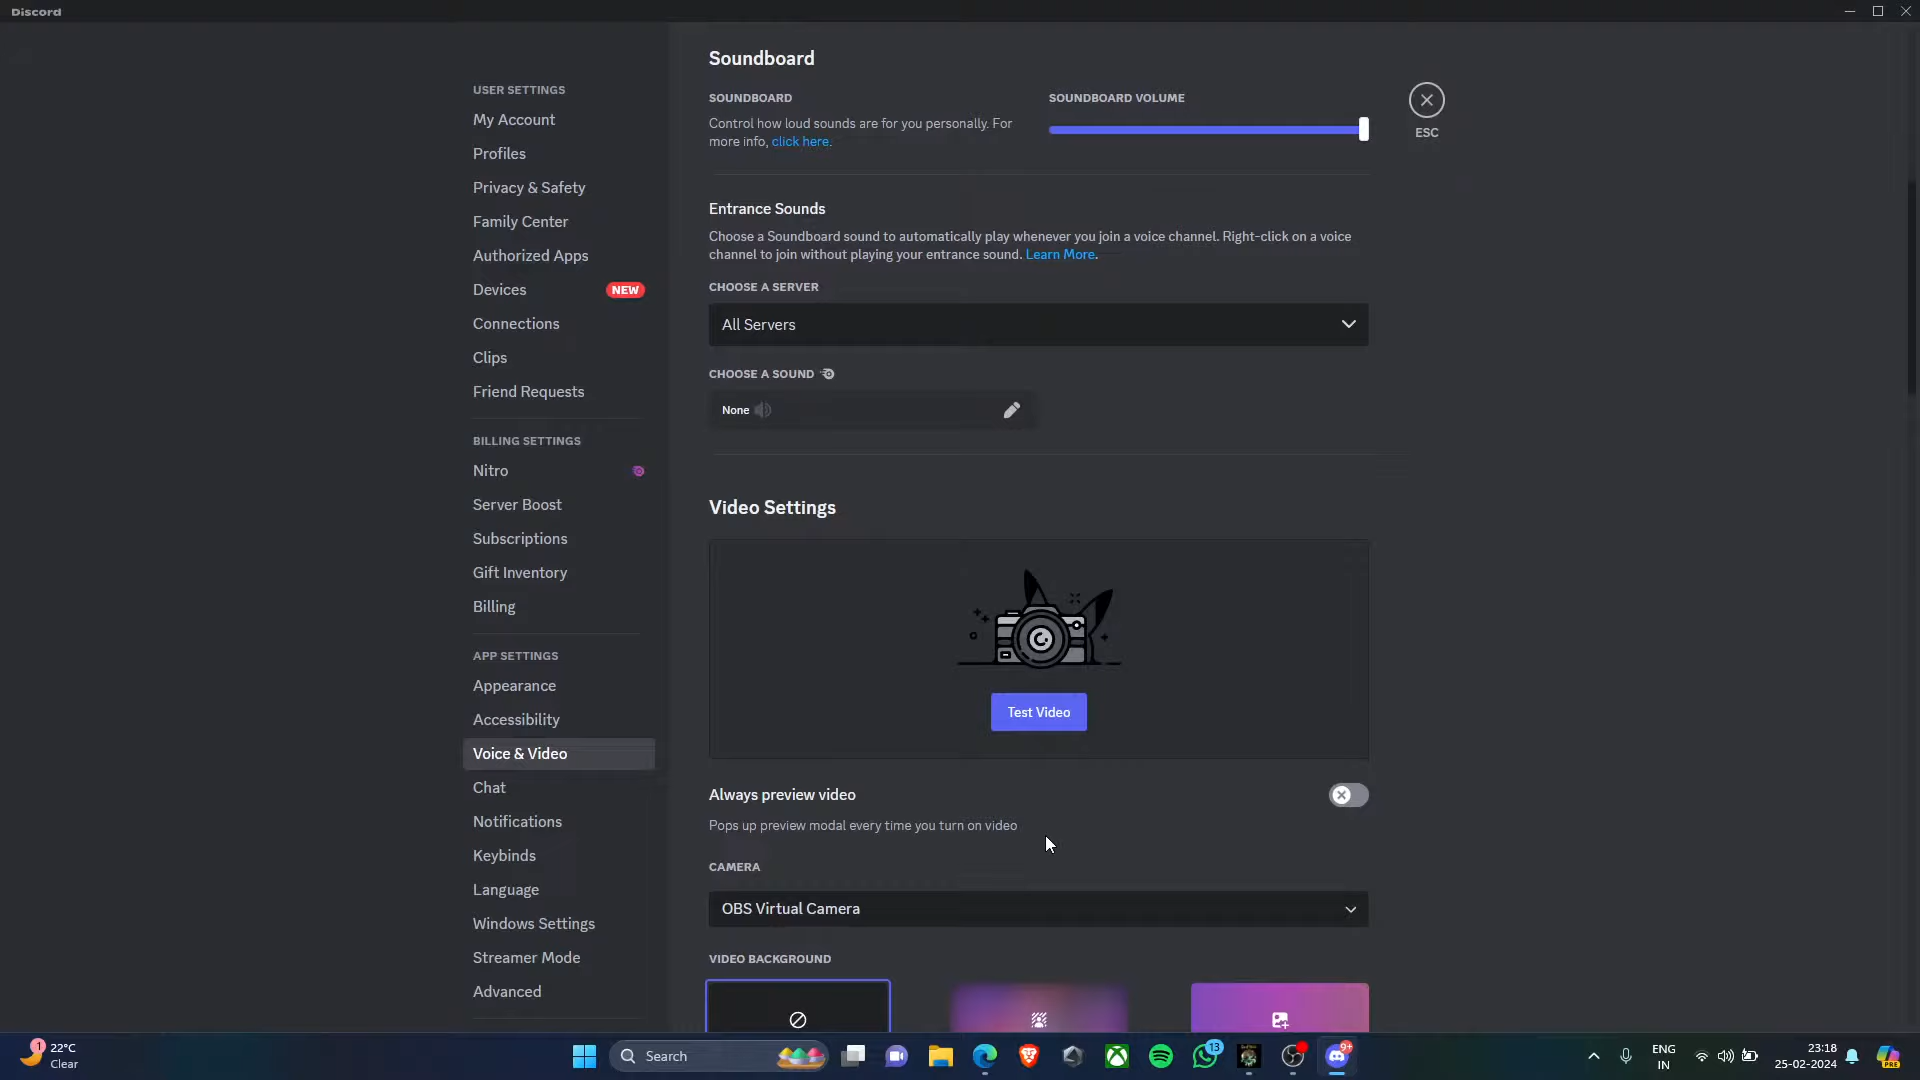 Discord
USER SETTINGS
My Account
Profiles
Privacy & Safety
Family Center
Authorized Apps
Devices NEW
Connections
Clips
Friend Requests
BILLING SETTINGS
Nitro
Server Boost
Subscriptions
Gift Inventory
Billing
APP SETTINGS
Appearance
Accessibility
Voice & Video
Chat
Notifications
Keybinds
Language
Windows Settings
Streamer Mode
Advanced
Soundboard
SOUNDBOARD
Control how loud sounds are for you personally. For
more info, click here.
SOUNDBOARD VOLUME
ESC
Entrance Sounds
Choose a Soundboard sound to automatically play whenever you join a voice channel. Right-click on a voice
channel to join without playing your entrance sound. Learn More.
CHOOSE A SERVER
All Servers
CHOOSE A SOUND
None
Video Settings
Test Video
Always preview video
Pops up preview modal every time you turn on video
CAMERA
OBS Virtual Camera
VIDEO BACKGROUND
1
22°C
Clear
Search
13
9+
ENG
IN
23:18
25-02-2024
PRE